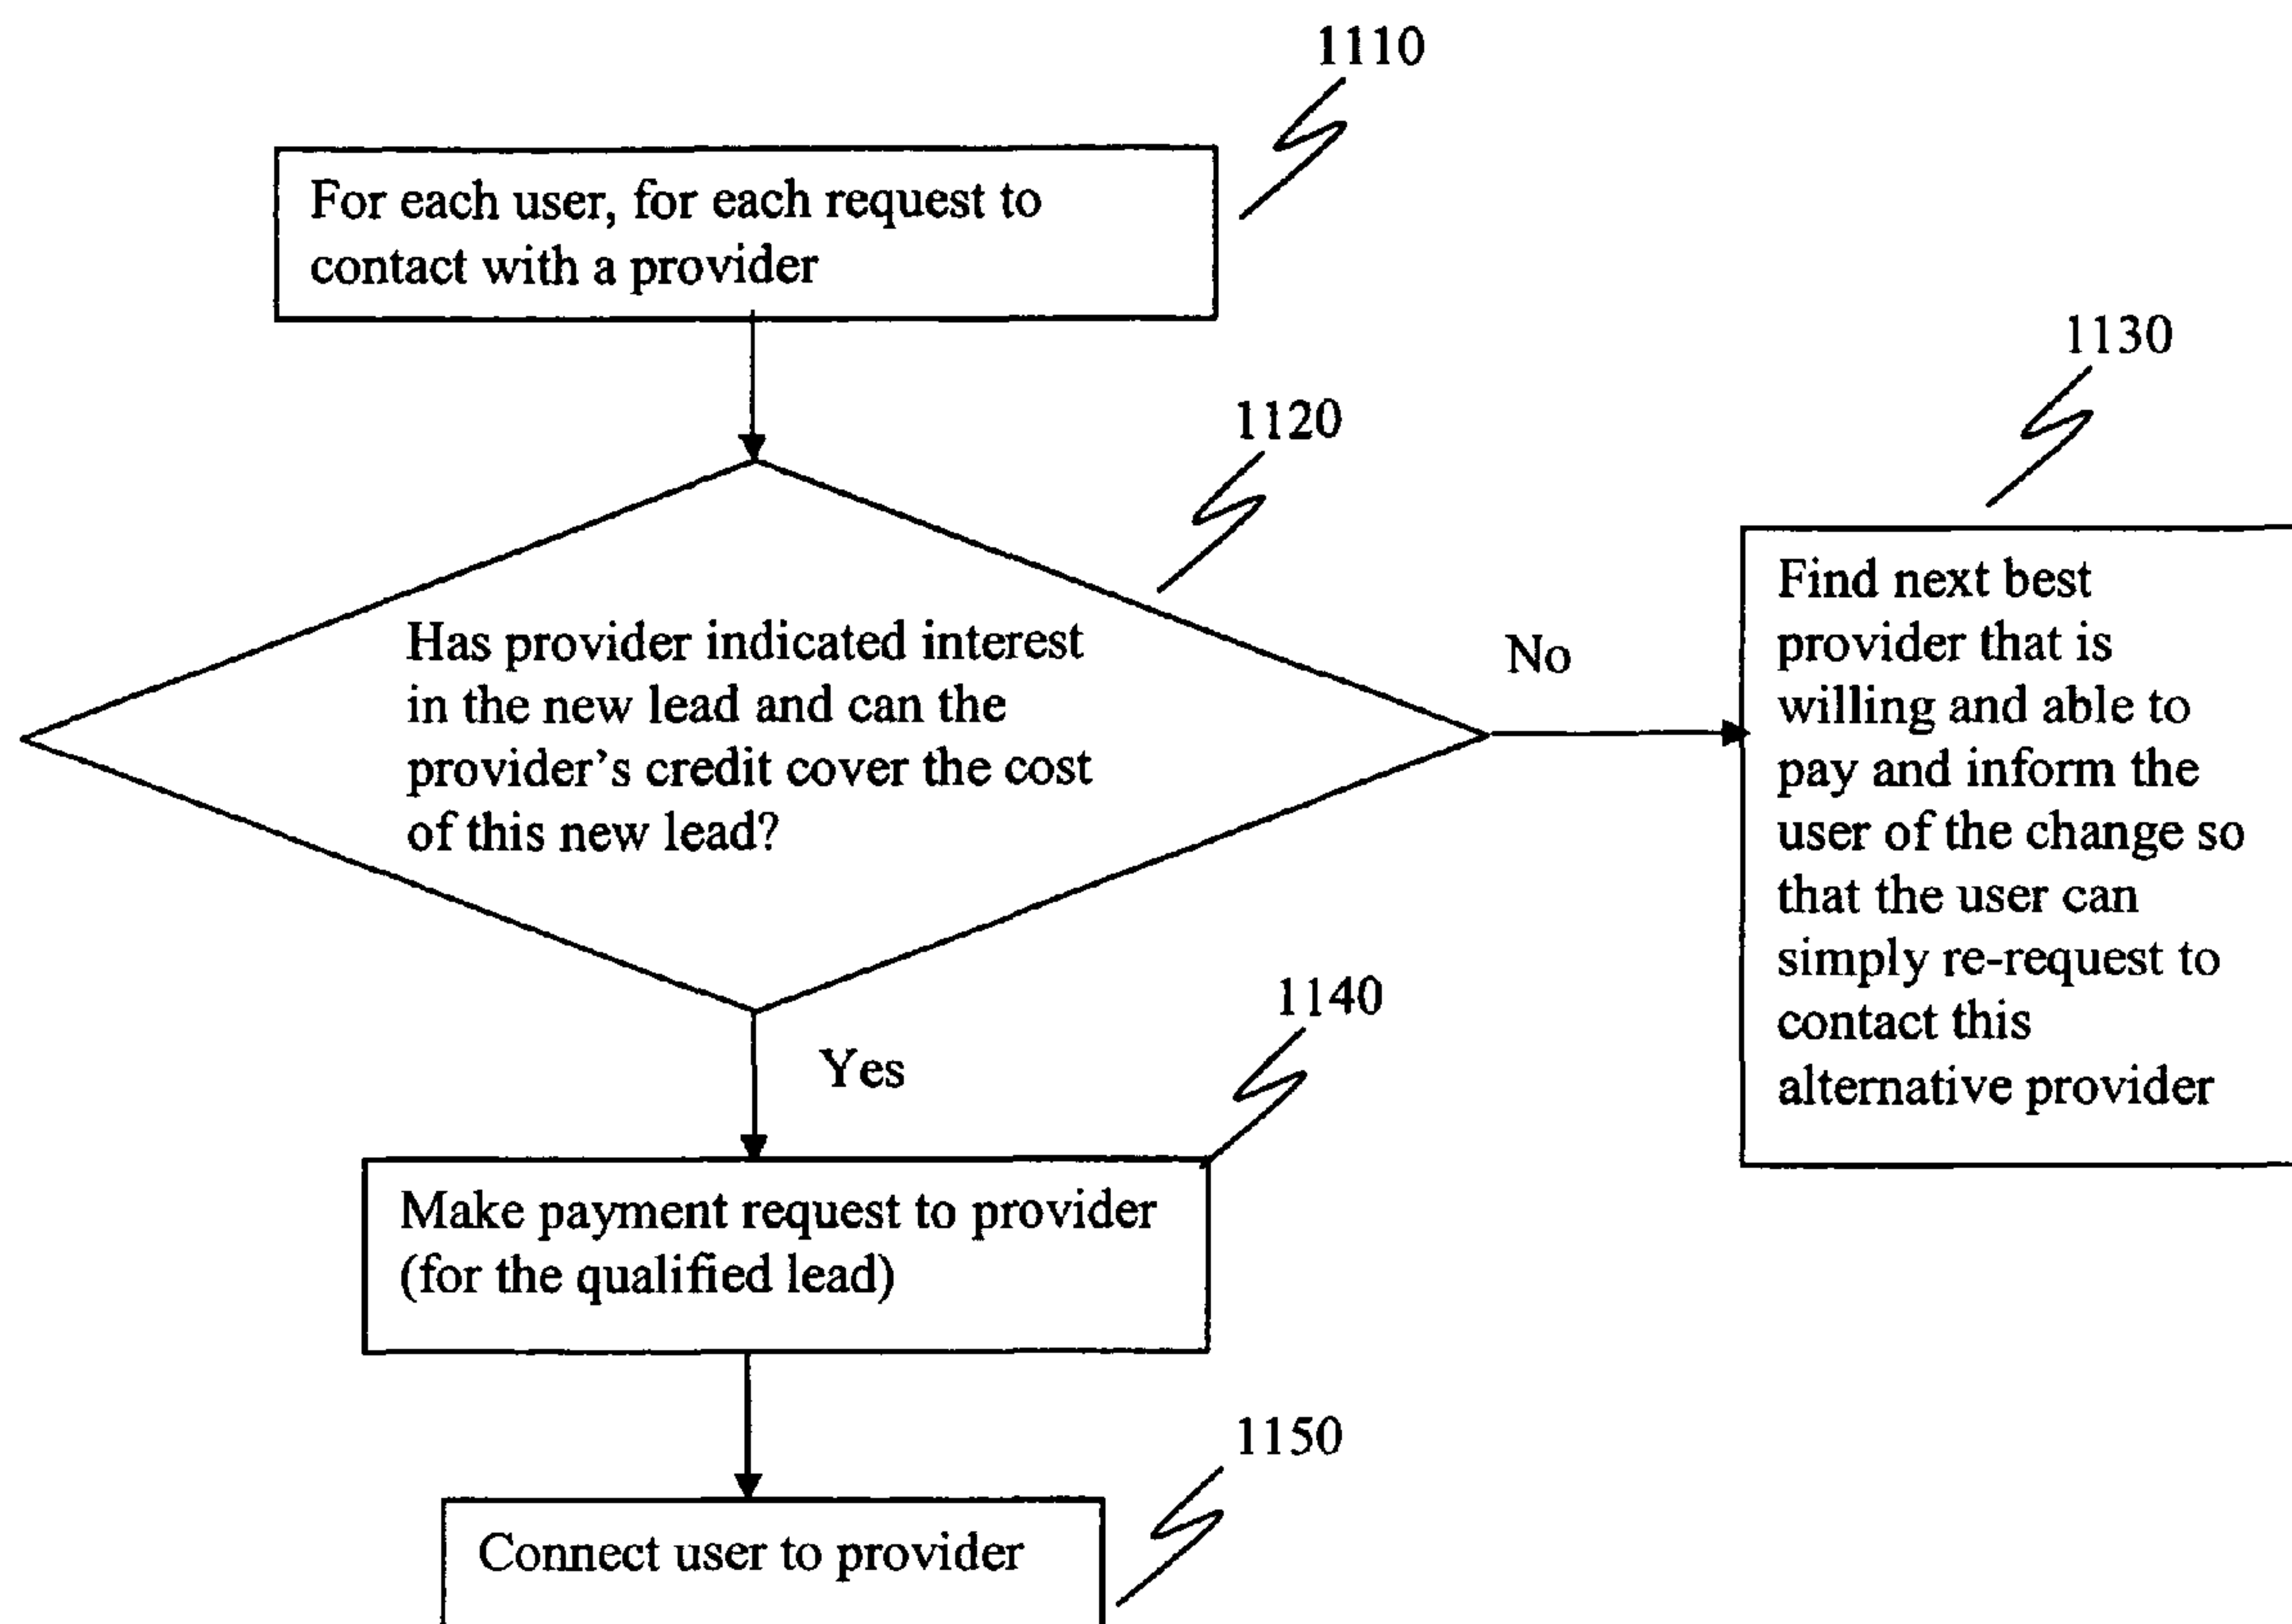 1110
For each user, for each request to
contact with a provider
1120
Has provider indicated interest
in the new lead and can the
provider's credit cover the cost
of this new lead?
No
1130
Find next best
provider that is
willing and able to
pay and inform the
user of the change so
that the user can
simply re-request to
contact this
alternative provider
Yes
1140
Make payment request to provider
(for the qualified lead)
1150
Connect user to provider